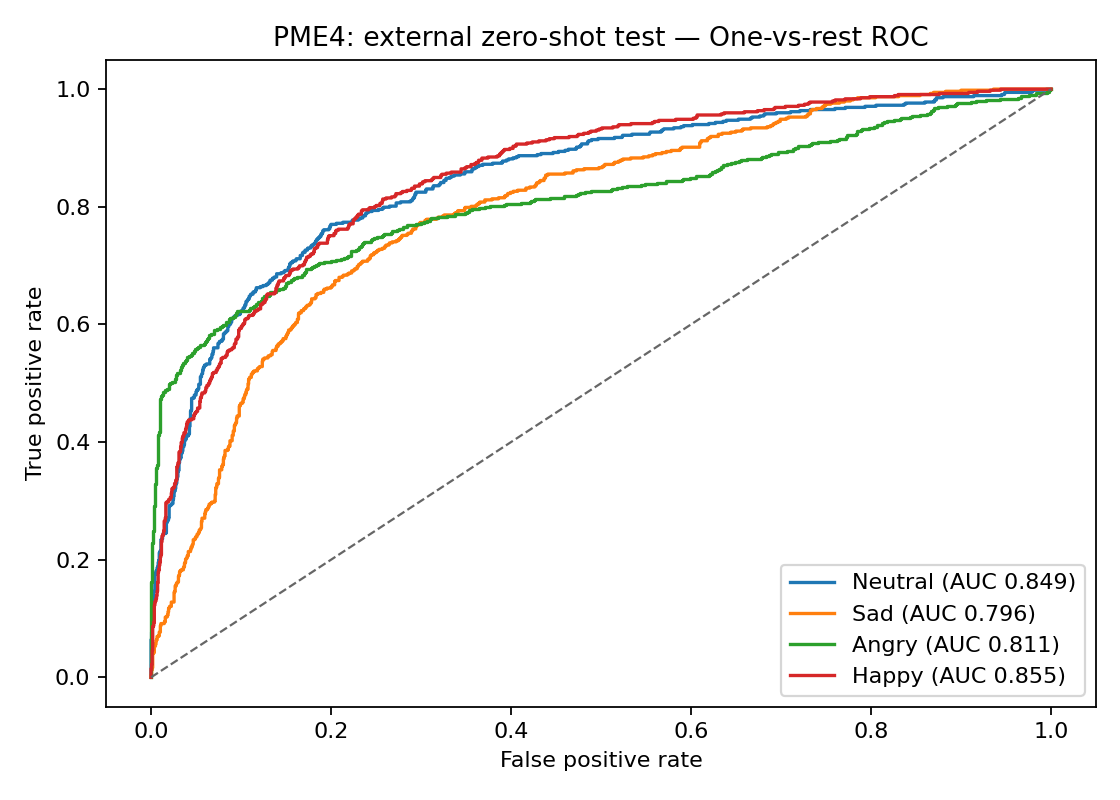 PME4: external zero-shot test — One-vs-rest ROC
1.0
0.8
0.6
0.4
0.2
0.0
True positive rate
Neutral (AUC 0.849)
Sad (AUC 0.796)
Angry (AUC 0.811)
Happy (AUC 0.855)
0.0 0.2 0.4 0.6 0.8 1.0
False positive rate